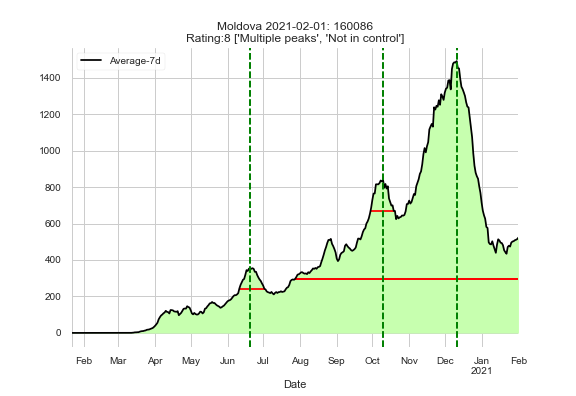 Moldova 2021-02-01: 160086
Rating:8 ['Multiple peaks', 'Not in control']
Average-7d
1400
1200
1000
800
600
400
200
0
Feb Mar Apr May Jun Jul Aug Sep Oct Nov Dec Jan Feb
2021
Date